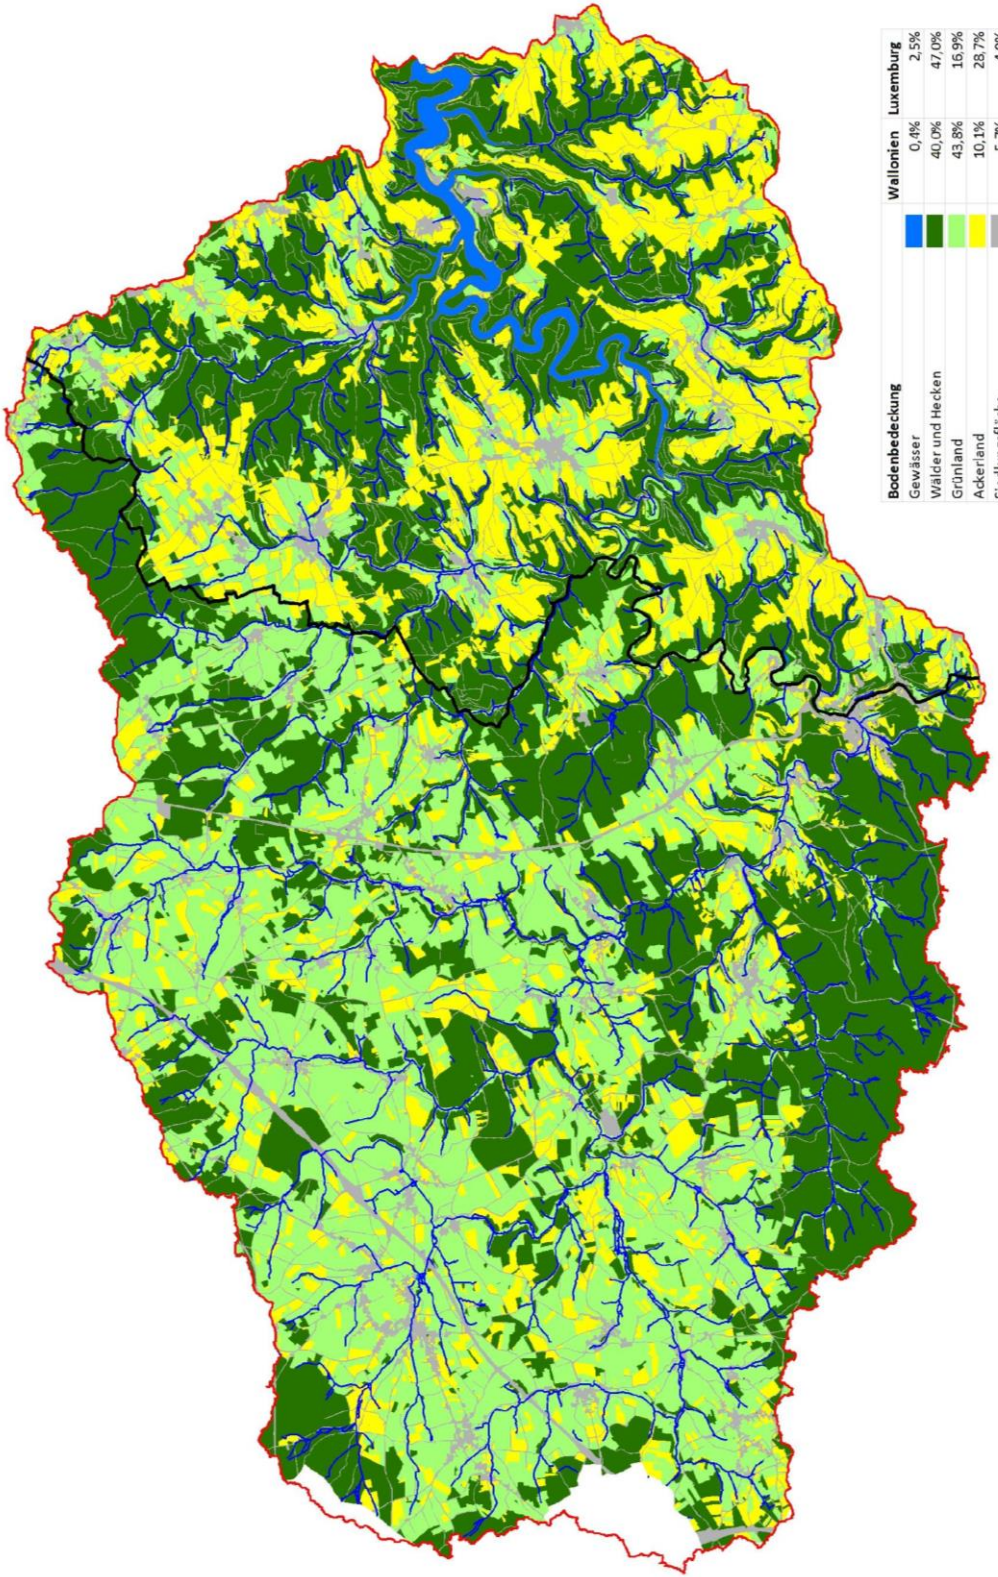 Bodenbedeckung Wallonien Luxemburg
Gewässer 0,4% 2,5%
Wälder und Hecken 40,0% 47,0%
Grünland 43,8% 16,9%
Ackerland 10,1% 28,7%